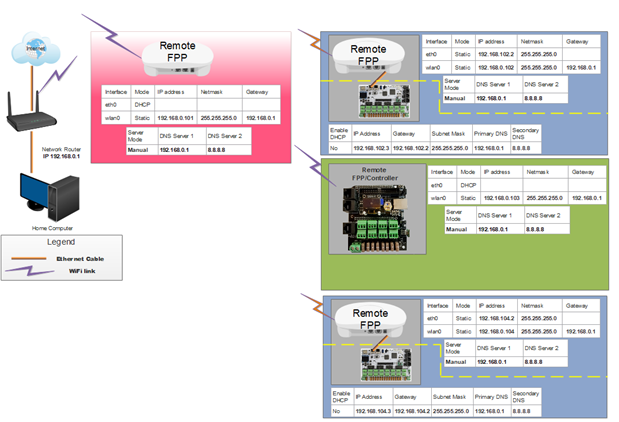 Internet
Network Router
IP 192.168.0.1
Home Computer
Legend
Ethernet Cable
WiFi link
Remote
FPP
Interface Mode IP address Netmask Gateway
eth0 DHCP
wlan0 Static 192.168.0.101 255.255.255.0 192.168.0.1
Server Mode DNS Server 1 DNS Server 2
Manual 192.168.0.1 8.8.8.8
Remote
FPP
Interface Mode IP address Netmask Gateway
eth0 Static 192.168.102.2 255.255.255.0
wlan0 Static 192.168.0.102 255.255.255.0 192.168.0.1
Server Mode DNS Server 1 DNS Server 2
Manual 192.168.0.1 8.8.8.8
Enable DHCP IP Address Gateway Subnet Mask Primary DNS Secondary DNS
No 192.168.102.3 192.168.102.2 255.255.255.0 192.168.0.1 8.8.8.8
Remote
FPP/Controller
Interface Mode IP address Netmask Gateway
eth0 DHCP
wlan0 Static 192.168.0.103 255.255.255.0 192.168.0.1
Server Mode DNS Server 1 DNS Server 2
Manual 192.168.0.1 8.8.8.8
Remote
FPP
Interface Mode IP address Netmask Gateway
eth0 Static 192.168.104.2 255.255.255.0
wlan0 Static 192.168.0.104 255.255.255.0 192.168.0.1
Server Mode DNS Server 1 DNS Server 2
Manual 192.168.0.1 8.8.8.8
Enable DHCP IP Address Gateway Subnet Mask Primary DNS Secondary DNS
No 192.168.104.3 192.168.104.2 255.255.255.0 192.168.0.1 8.8.8.8